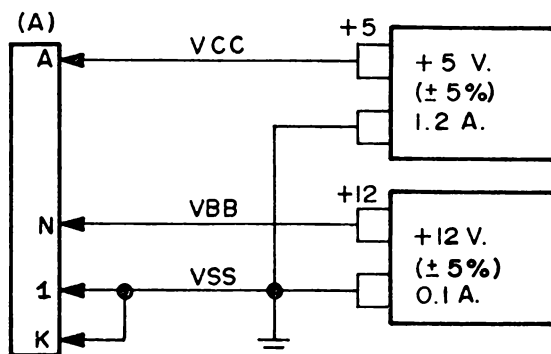 (A)
A
VCC
+5
+5 V.
(±5%)
1.2 A.
N
VBB
+12
+12 V.
(±5%)
0.1 A.
1
VSS
K